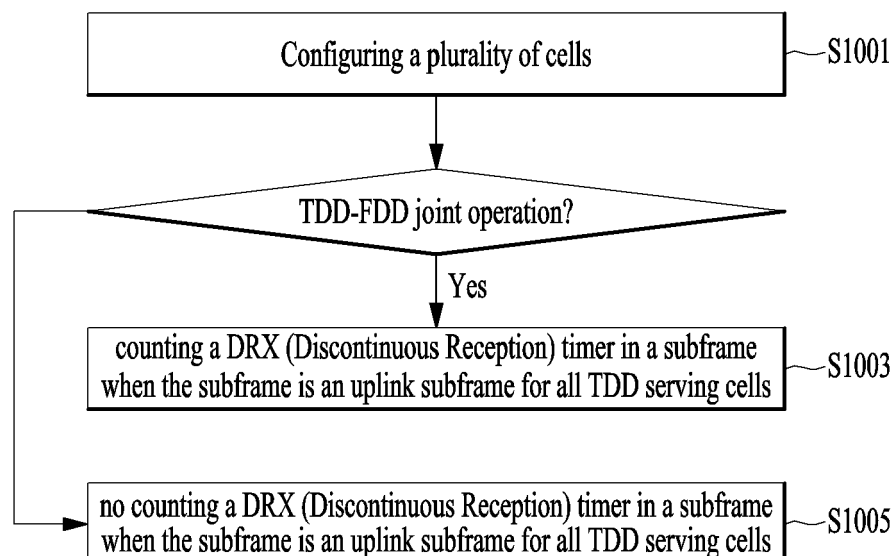 Configuring a plurality of cells
S1001
TDD-FDD joint operation?
Yes
counting a DRX (Discontinuous Reception) timer in a subframe
when the subframe is an uplink subframe for all TDD serving cells
S1003
no counting a DRX (Discontinuous Reception) timer in a subframe
when the subframe is an uplink subframe for all TDD serving cells
S1005